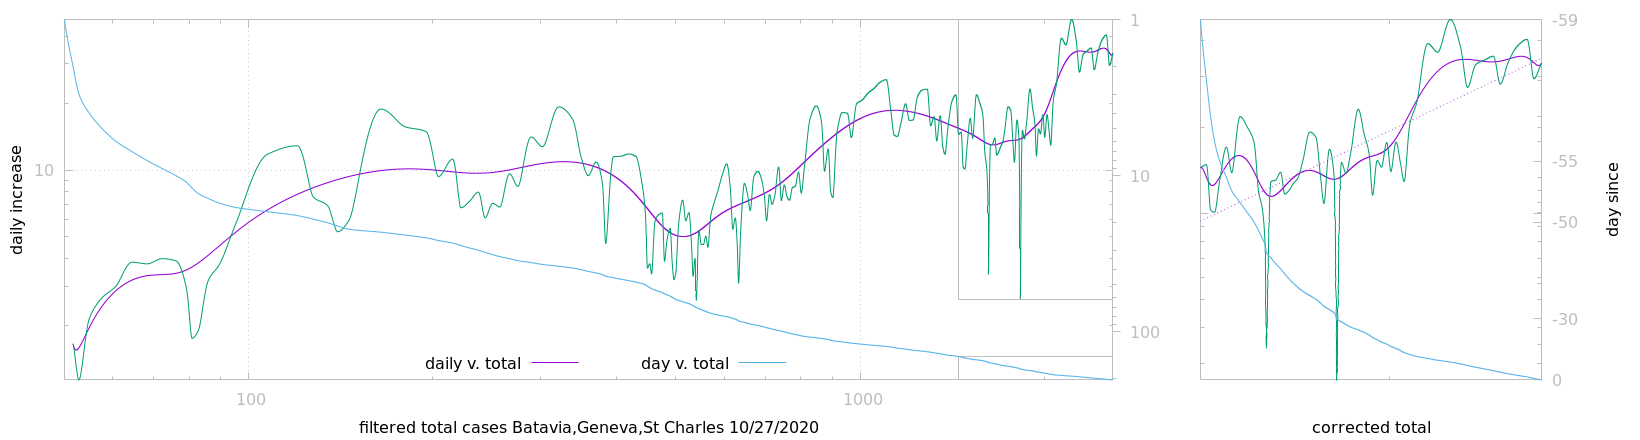 daily increase
10
1
10
100
daily v. total
day v. total
100
1000
filtered total cases Batavia,Geneva,St Charles 10/27/2020
-59
-55
-50
-30
0
day since
corrected total